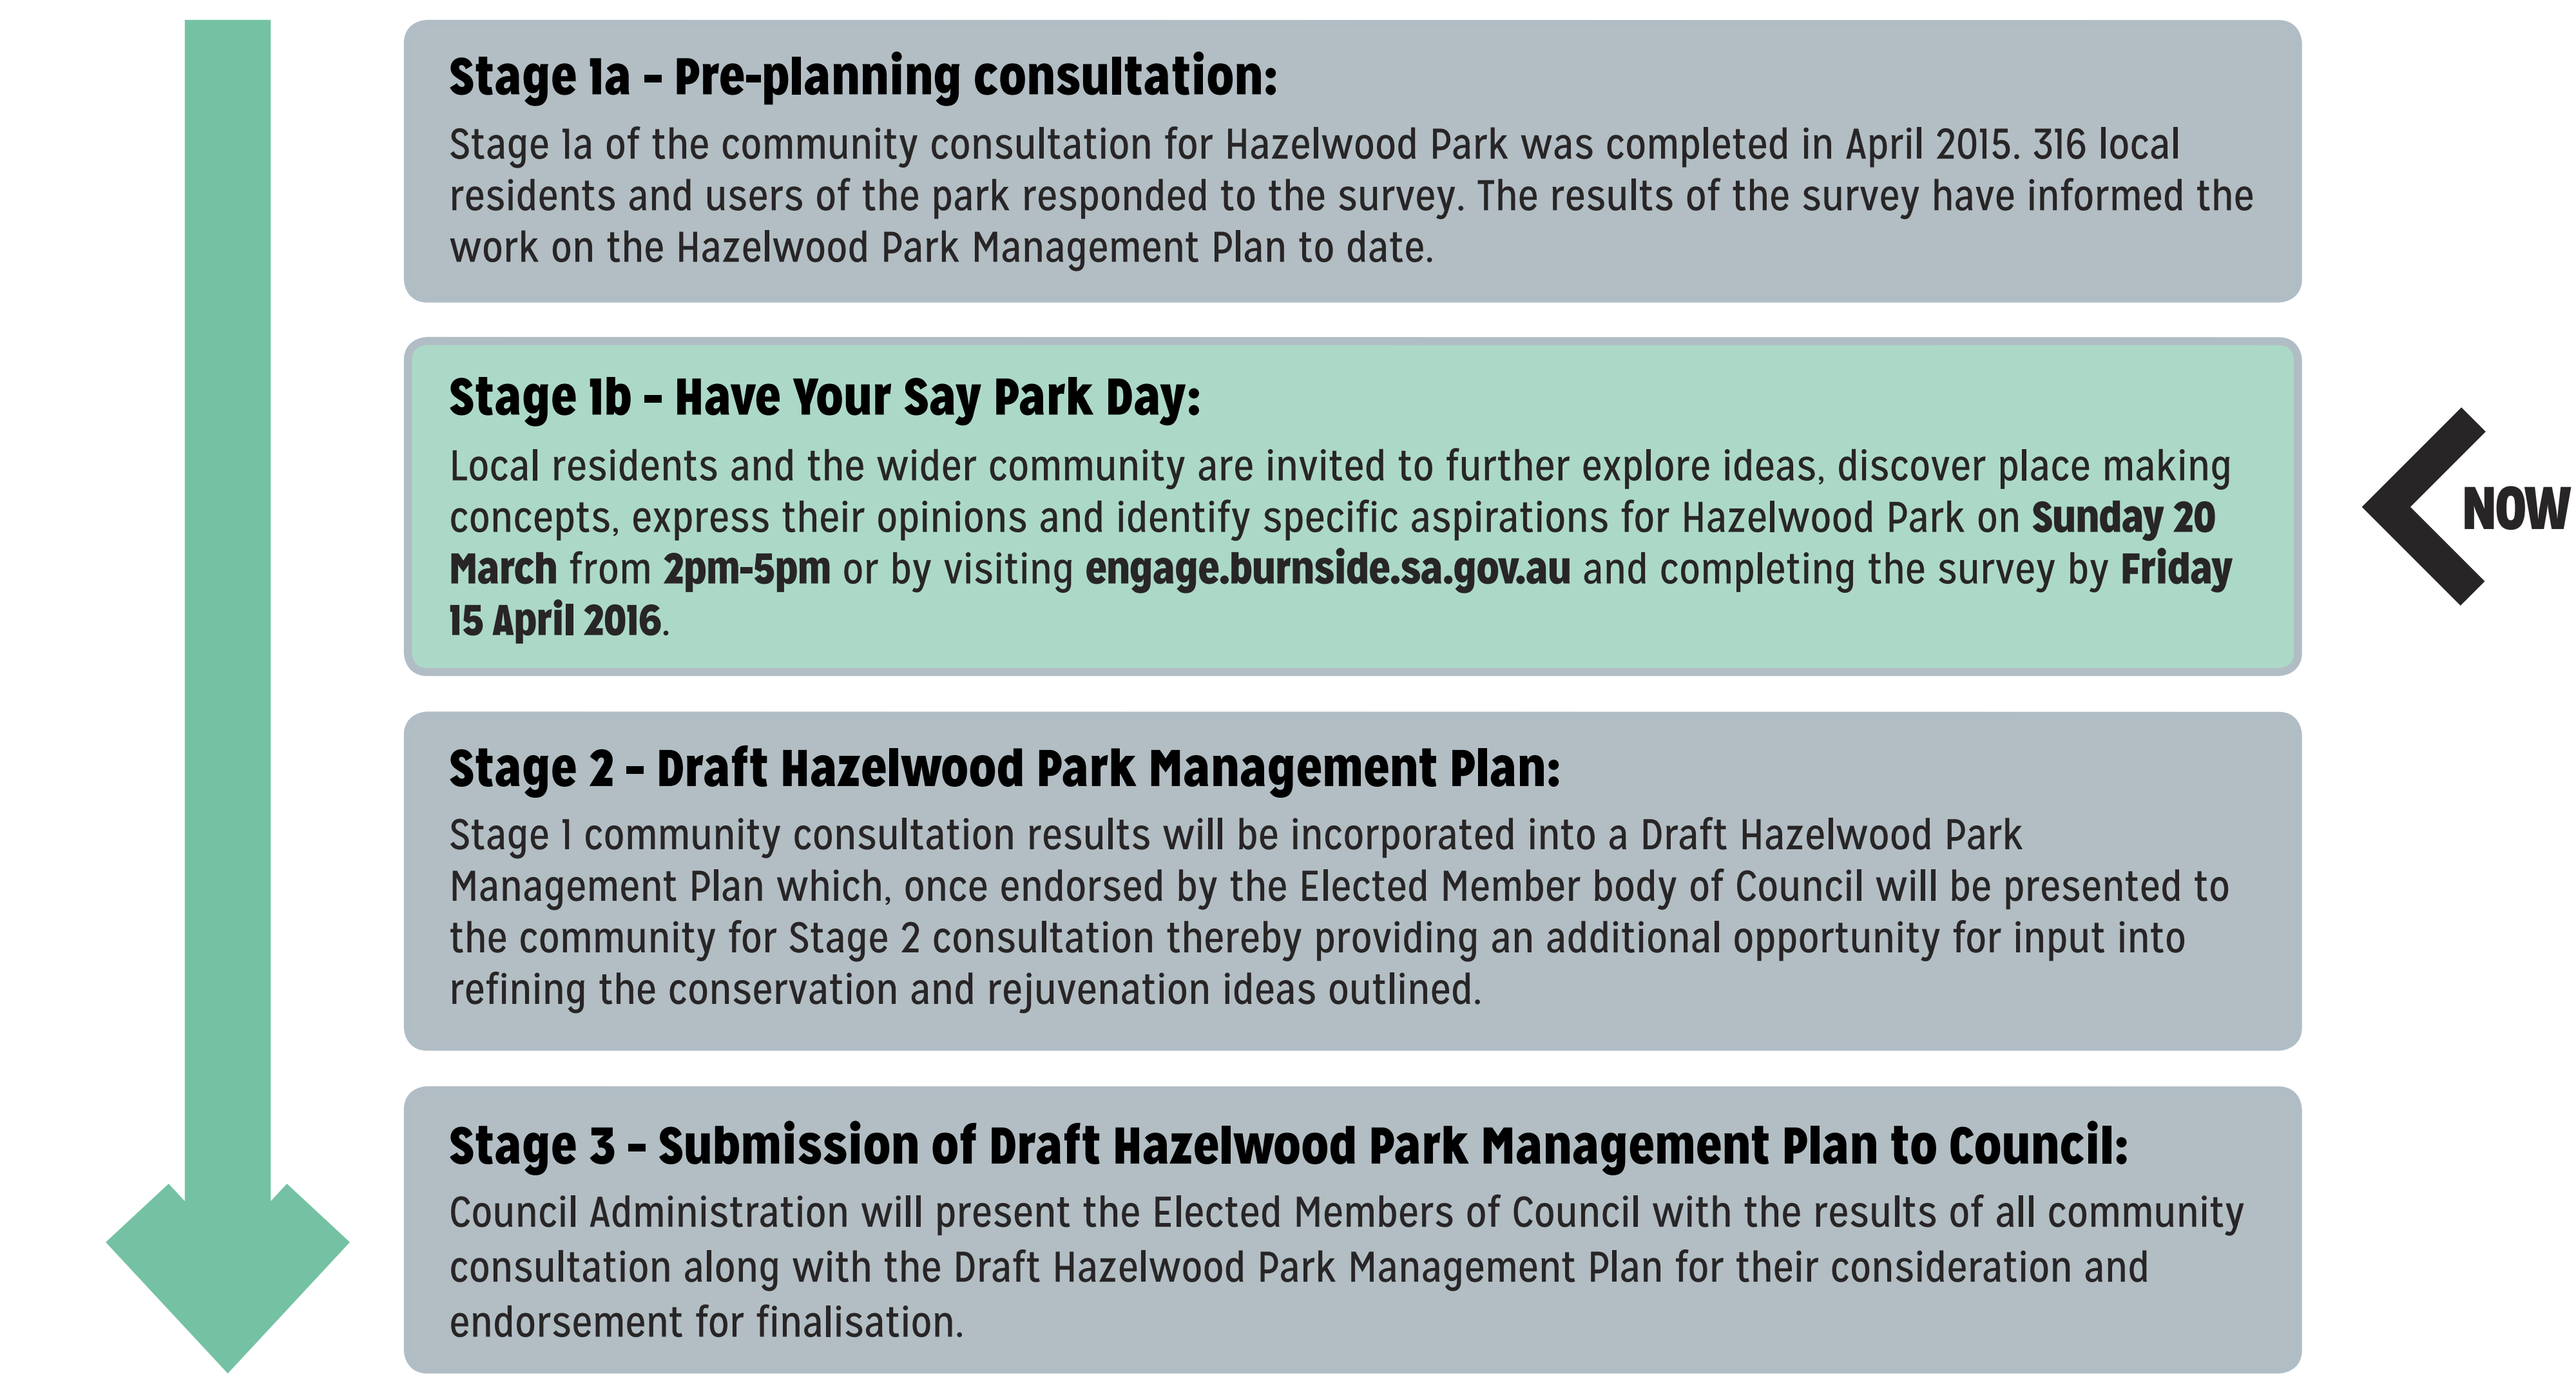 Stage 1a – Pre-planning consultation:
Stage 1a of the community consultation for Hazelwood Park was completed in April 2015. 316 local
residents and users of the park responded to the survey. The results of the survey have informed the
work on the Hazelwood Park Management Plan to date.
Stage 1b – Have Your Say Park Day:
Local residents and the wider community are invited to further explore ideas, discover place making
concepts, express their opinions and identify specific aspirations for Hazelwood Park on Sunday 20
March from 2pm-5pm or by visiting engage.burnside.sa.gov.au and completing the survey by Friday
15 April 2016.
NOW
Stage 2 – Draft Hazelwood Park Management Plan:
Stage 1 community consultation results will be incorporated into a Draft Hazelwood Park
Management Plan which, once endorsed by the Elected Member body of Council will be presented to
the community for Stage 2 consultation thereby providing an additional opportunity for input into
refining the conservation and rejuvenation ideas outlined.
Stage 3 – Submission of Draft Hazelwood Park Management Plan to Council:
Council Administration will present the Elected Members of Council with the results of all community
consultation along with the Draft Hazelwood Park Management Plan for their consideration and
endorsement for finalisation.